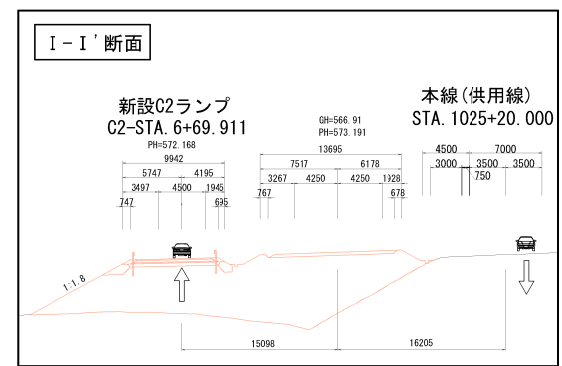 I-I'断面
新設C2ランプ
C2-STA.6+69.911
PH=572.168
9942
5747 4195
3497 4500 1945
747 695
GH=566.91
PH=573.191
13695
7517 6178
3267 4250 4250 1928
767 678
本線(供用線)
STA.1025+20.000
4500 7000
3000 3500 3500
750
1:1.8
15098 16205